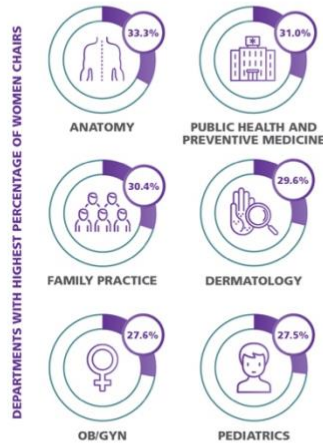 DEPARTMENTS WITH HIGHEST PERCENTAGE OF WOMEN CHAIRS
33.3%
ANATOMY
31.0%
PUBLIC HEALTH AND
PREVENTIVE MEDICINE
30.4%
FAMILY PRACTICE
29.6%
DERMATOLOGY
27.6%
OB/GYN
27.5%
PEDIATRICS